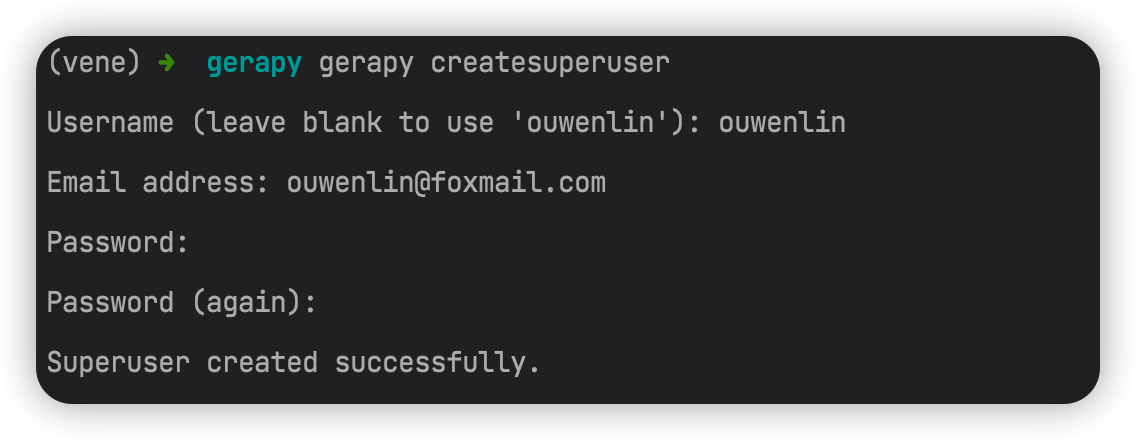 (vene) ➜ gerapy gerapy createsuperuser
Username (leave blank to use 'ouwenlin'): ouwenlin
Email address: ouwenlin@foxmail.com
Password:
Password (again):
Superuser created successfully.